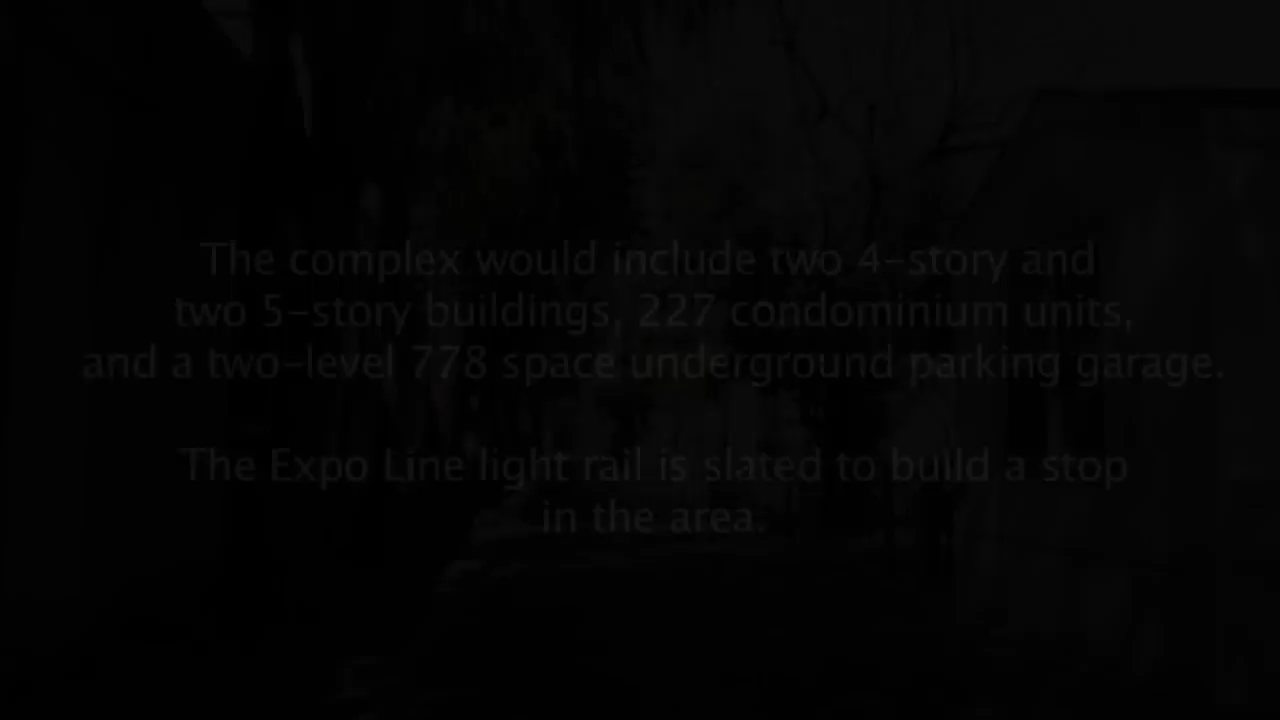 The complex would include two 4-story and
two 5-story buildings, 227 condominium units,
and a two-level 778 space underground parking garage.
The Expo Line light rail is slated to build a stop
in the area.